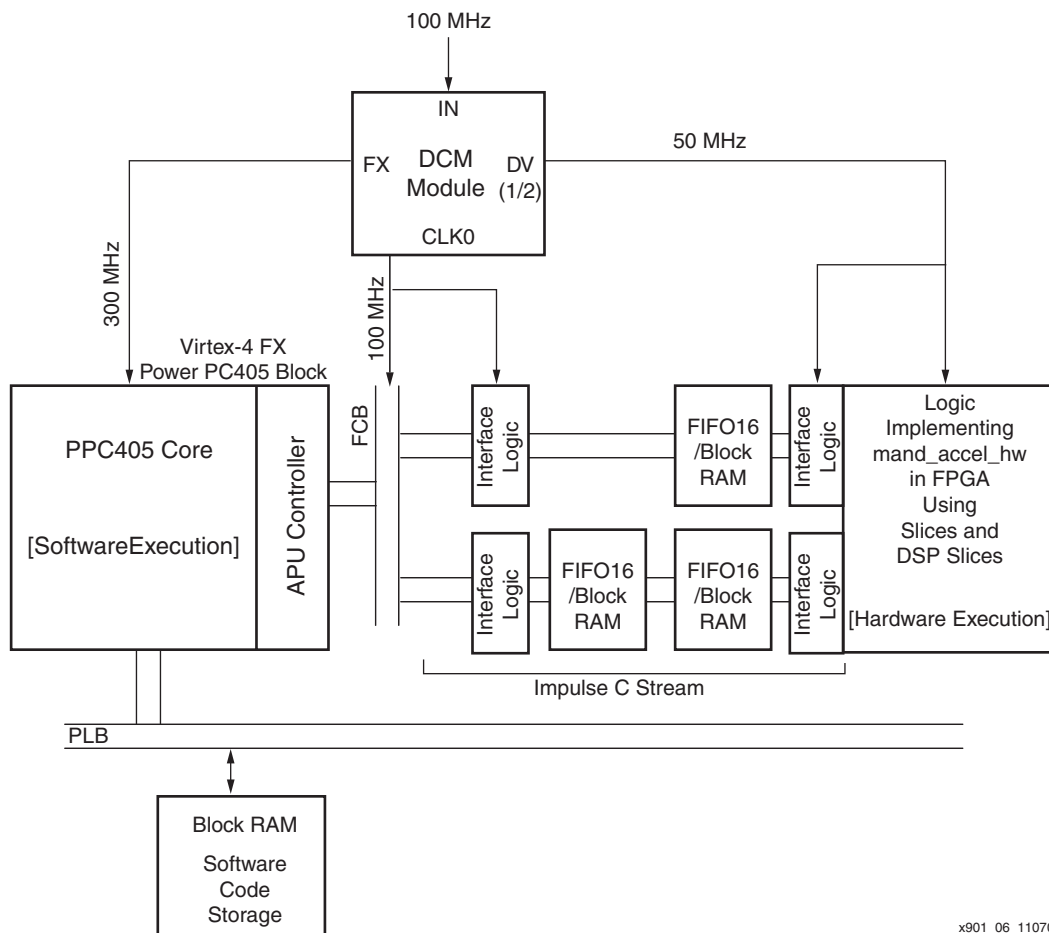 100 MHz
IN
FX
DCM
Module
DV
(1/2)
CLK0
50 MHz
300 MHz
100 MHz
Virtex-4 FX
Power PC405 Block
PPC405 Core
[SoftwareExecution]
APU Controller
FCB
Interface
Logic
FIFO16
/Block
RAM
Interface
Logic
Logic
Implementing
mand_accel_hw
in FPGA
Using
Slices and
DSP Slices
[Hardware Execution]
Interface
Logic
FIFO16
/Block
RAM
FIFO16
/Block
RAM
Interface
Logic
Impulse C Stream
PLB
Block RAM
Software
Code
Storage